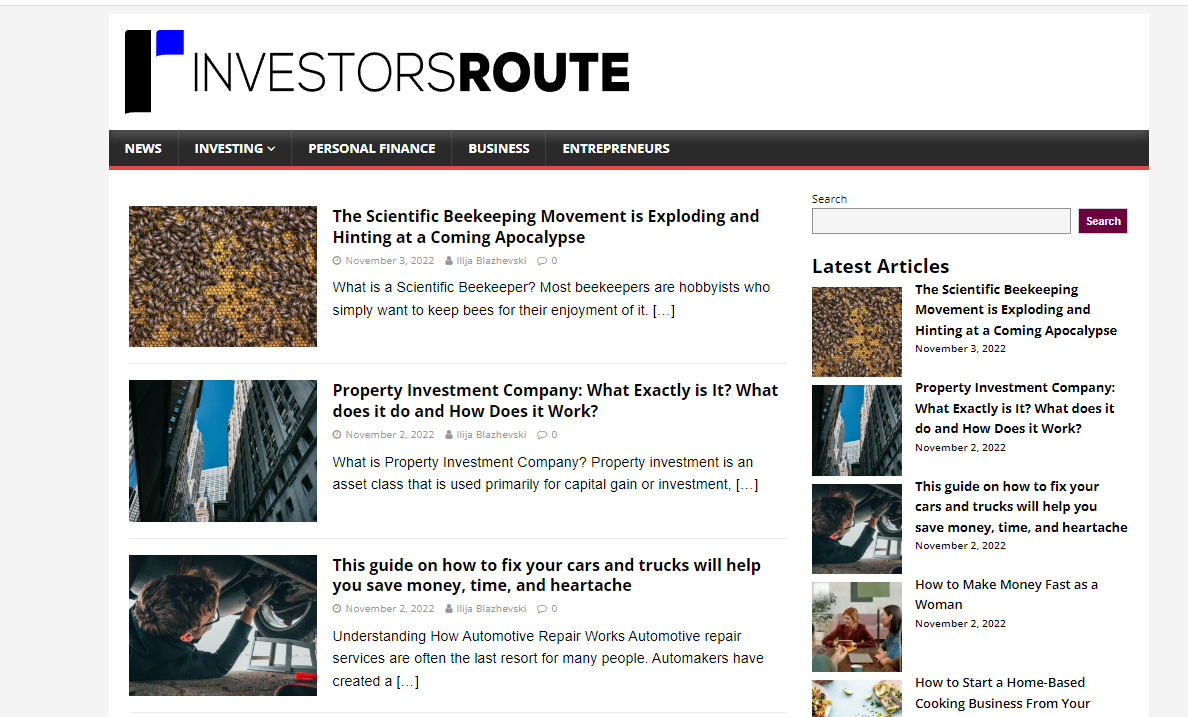 INVESTORSROUTE
NEWS
INVESTING
PERSONAL FINANCE
BUSINESS
ENTREPRENEURS
The Scientific Beekeeping Movement is Exploding and
Hinting at a Coming Apocalypse
November 3, 2022 Ilija Blazhevski 0
What is a Scientific Beekeeper? Most beekeepers are hobbyists who
simply want to keep bees for their enjoyment of it. […]
Property Investment Company: What Exactly is It? What
does it do and How Does it Work?
November 2, 2022 Ilija Blazhevski 0
What is Property Investment Company? Property investment is an
asset class that is used primarily for capital gain or investment, […]
This guide on how to fix your cars and trucks will help
you save money, time, and heartache
November 2, 2022 Ilija Blazhevski 0
Understanding How Automotive Repair Works Automotive repair
services are often the last resort for many people. Automakers have
created a […]
Search
Search
Latest Articles
The Scientific Beekeeping
Movement is Exploding and
Hinting at a Coming Apocalypse
November 3, 2022
Property Investment Company:
What Exactly is It? What does it
do and How Does it Work?
November 2, 2022
This guide on how to fix your
cars and trucks will help you
save money, time, and heartache
November 2, 2022
How to Make Money Fast as a
Woman
November 2, 2022
How to Start a Home-Based
Cooking Business From Your